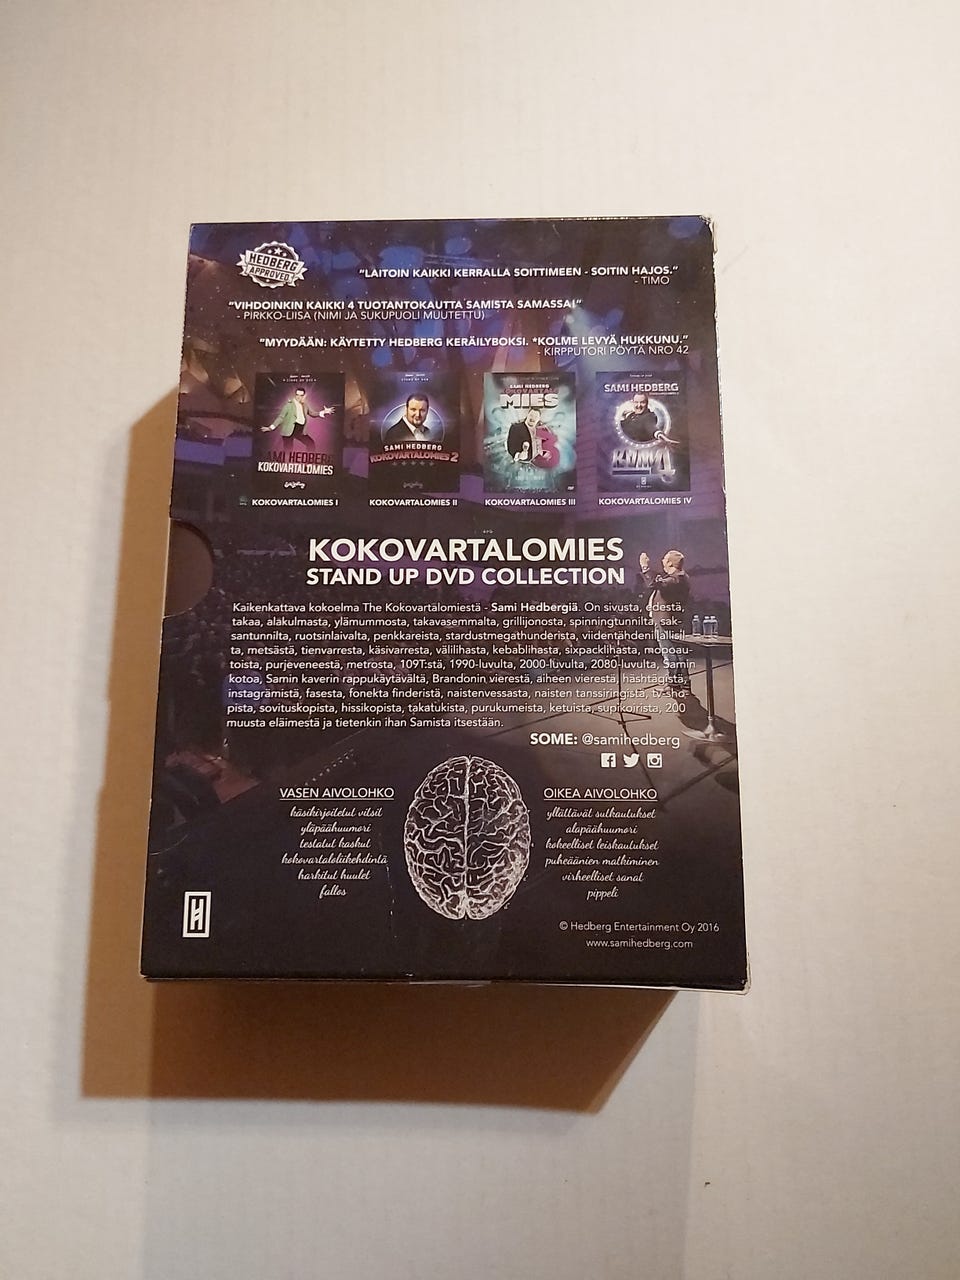 HEDBERG
APPROVED!
"LAITOIN KAIKKI KERRALLA SOITTIMEEN - SOITIN HAJOS."
- TIMO
"VIHDOINKIN KAIKKI 4 TUOTANTOKAUTTA SAMISTA SAMASSA!"
- PIRKKO-LIISA (NIMI JA SUKUPUOLI MUUTETTU)
"MYYDÄÄN: KÄYTETTY HEDBERG KERÄILYBOKSI. *KOLME LEVYÄ HUKKUNU."
- KIRPPUTORI PÖYTÄ NRO 42
SAMI HEDBERG
KOKOVARTALOMIES
SAMI HEDBERG
KOKOVARTALOMIES 2
SAMI HEDBERG
KOKOVARTALO
MIES
3
SAMI HEDBERG
KOKOVARTALOMIES I
KOKOVARTALOMIES II
KOKOVARTALOMIES III
KOKOVARTALOMIES IV
KOKOVARTALOMIES
STAND UP DVD COLLECTION
Kaikenkattava kokoelma The Kokovartalomiestä - Sami Hedbergiä. On sivusta, edestä,
takaa, alakulmasta, ylämummosta, takavasemmalta, grillijonosta, spinningtunnilta, sak-
santunnilta, ruotsinlaivalta, penkkareista, stardustmegathunderista, viidentähdenillallisil-
ta, metsästä, tienvarresta, käsivarresta, välilihasta, kebablihasta, sixpacklihasta, mopoau-
toista, purjeveneestä, metrosta, 109T:stä, 1990-luvulta, 2000-luvulta, 2080-luvulta, Samin
kotoa, Samin kaverin rappukäytävältä, Brandonin vierestä, aiheen vierestä, häshtägistä,
instagrämistä, fasesta, fonekta finderistä, naistenvessasta, naisten tanssiringistä, tv-sho-
pista, sovituskopista, hissikopista, takatukista, purukumeista, ketuista, supikoirista, 200
muusta eläimestä ja tietenkin ihan Samista itsestään.
SOME: @samihedberg
VASEN AIVOLOHKO
käsikirjoitetut vitsit
yläpäähuumori
testatut kaskut
kokovartaloliikehdintä
harkitut huulet
fallos
OIKEA AIVOLOHKO
yllättävät sutkautukset
alapäähuumori
kokeelliset leiskautukset
puheäänien matkiminen
virheelliset sanat
pippeli
H
© Hedberg Entertainment Oy 2016
www.samihedberg.com